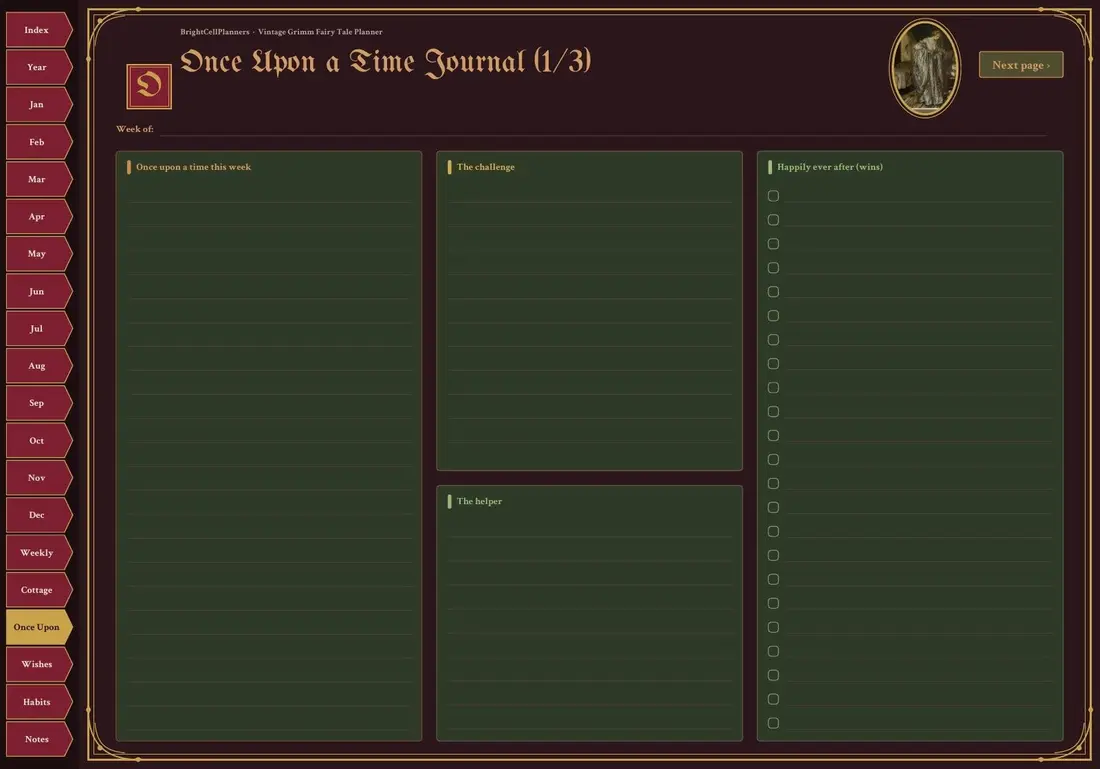 Index
Year
Jan
Feb
Mar
Apr
May
Jun
Jul
Aug
Sep
Oct
Nov
Dec
Weekly
Cottage
Once Upon
Wishes
Habits
Notes
BrightCellPlanners · Vintage Grimm Fairy Tale Planner
O
Once Upon a Time Journal (1/3)
Next page ›
Week of:
Once upon a time this week
The challenge
The helper
Happily ever after (wins)